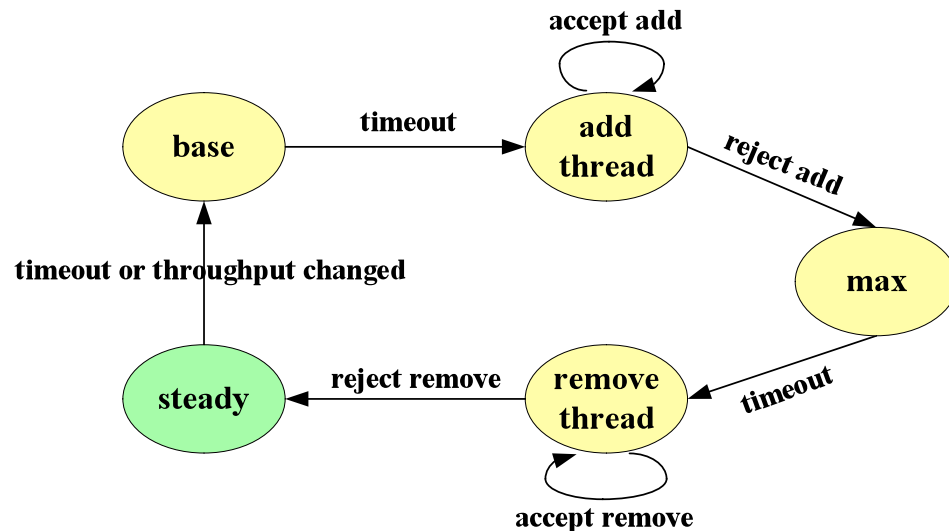 accept add
timeout
base
add
thread
reject add
max
timeout or throughput changed
steady
reject remove
remove
thread
timeout
accept remove